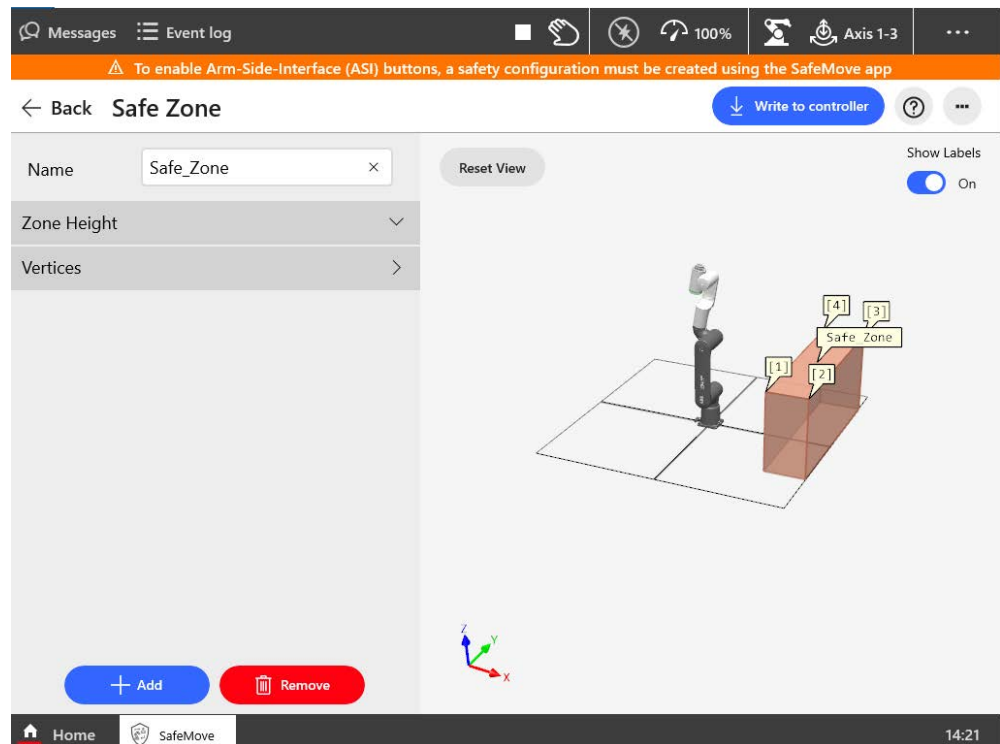 Messages Event log 100% Axis 1-3 ...
To enable Arm-Side-Interface (ASI) buttons, a safety configuration must be created using the SafeMove app
Back Safe Zone Write to controller ? ...
Name Safe_Zone ×
Reset View
Show Labels
On
Zone Height
Vertices
[4] [3]
Safe_Zone
[1] [2]
Z Y
X
+ Add Remove
Home SafeMove 14:21